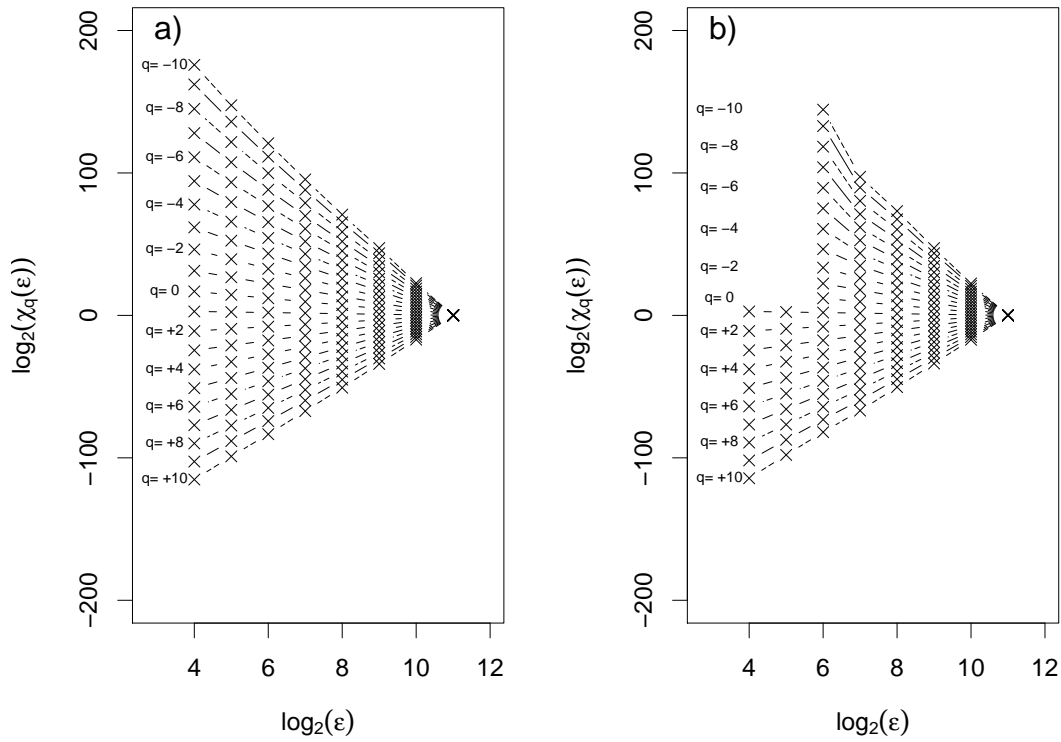 a)
200
100
0
−100
−200
log2(χq(ε))
q= −10
q= −8
q= −6
q= −4
q= −2
q= 0
q= +2
q= +4
q= +6
q= +8
q= +10
4 6 8 10 12
log2(ε)
b)
200
100
0
−100
−200
log2(χq(ε))
q= −10
q= −8
q= −6
q= −4
q= −2
q= 0
q= +2
q= +4
q= +6
q= +8
q= +10
4 6 8 10 12
log2(ε)